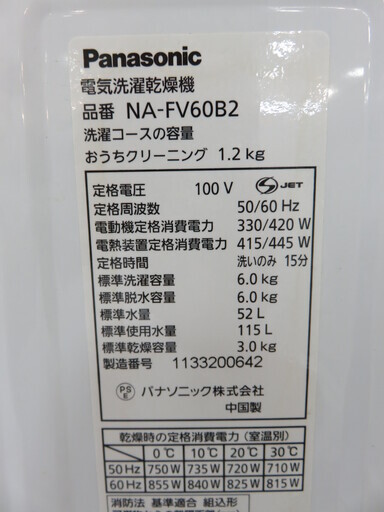 Panasonic
電気洗濯乾燥機
品番 NA-FV60B2
洗濯コースの容量
おうちクリーニング 1.2 kg
定格電圧 100 V JET
定格周波数 50/60 Hz
電動機定格消費電力 330/420 W
電熱装置定格消費電力 415/445 W
定格時間 洗いのみ 15分
標準洗濯容量 6.0 kg
標準脱水容量 6.0 kg
標準水量 52 L
標準使用水量 115 L
標準乾燥容量 3.0 kg
製造番号 1133200642
PS E パナソニック株式会社
中国製
乾燥時の定格消費電力 (室温別)
0℃ 10℃ 20℃ 30℃
50 Hz 750 W 735 W 720 W 710 W
60 Hz 855 W 840 W 825 W 815 W
消防法 基準適合 組込形